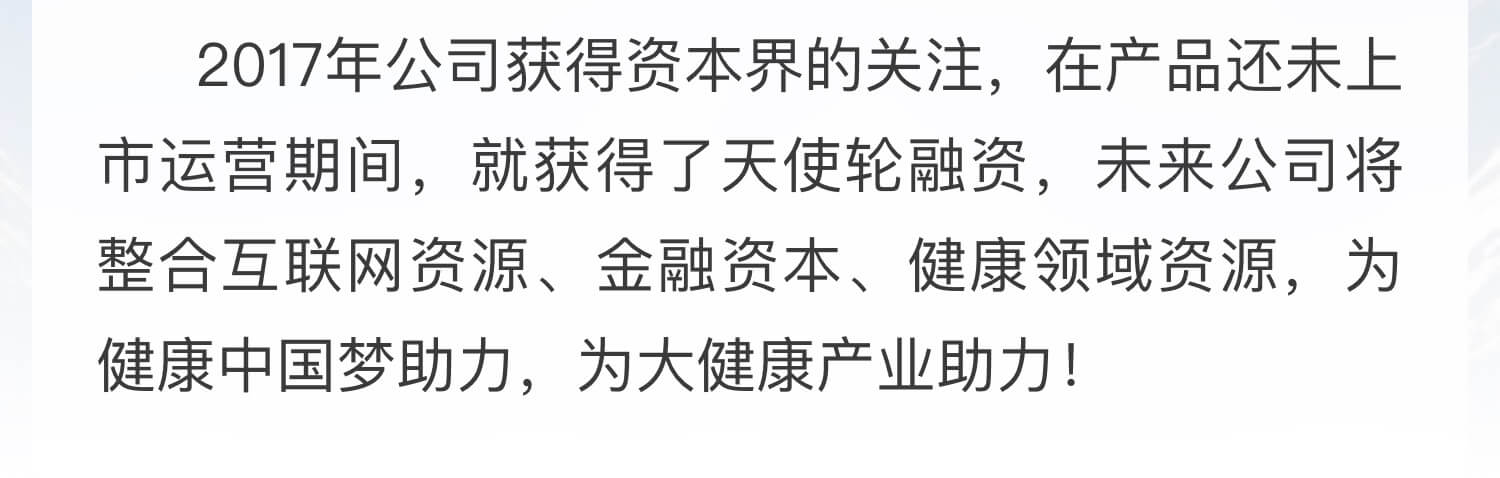 2017年公司获得资本界的关注，在产品还未上
市运营期间，就获得了天使轮融资，未来公司将
整合互联网资源、金融资本、健康领域资源，为
健康中国梦助力，为大健康产业助力！